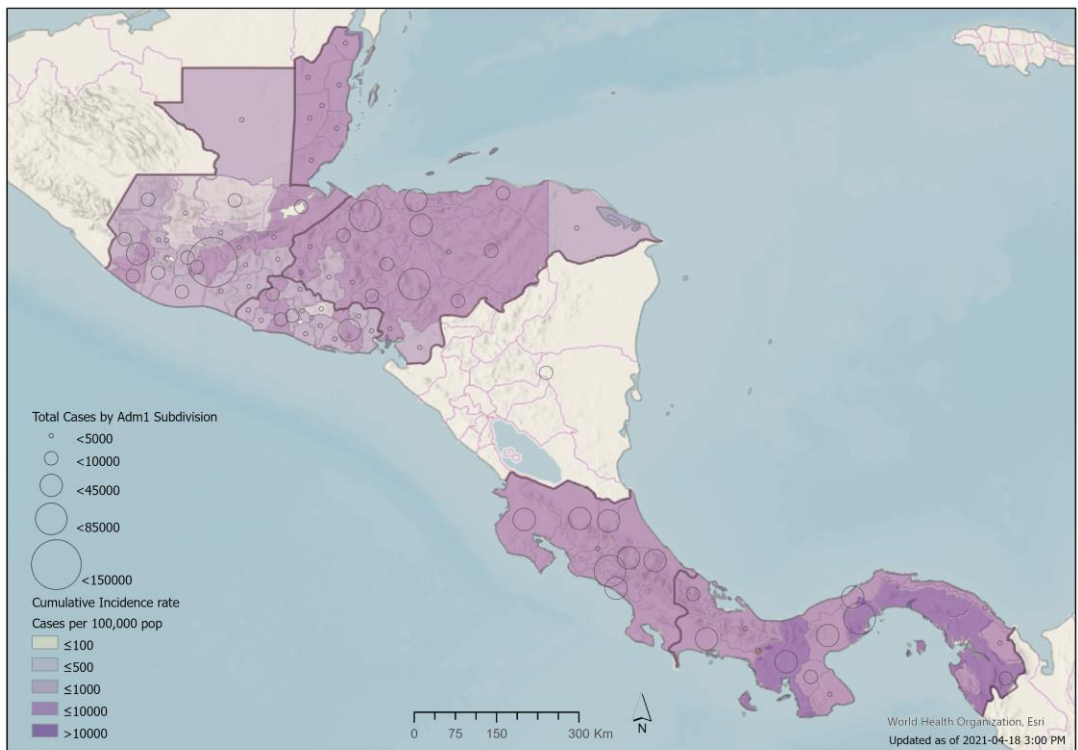 Total Cases by Adm1 Subdivision
<5000
<10000
<45000
<85000
<150000
Cumulative Incidence rate
Cases per 100,000 pop
≤100
≤500
≤1000
≤10000
>10000
0 75 150 300 Km
N
World Health Organization, Esri
Updated as of 2021-04-18 3:00 PM